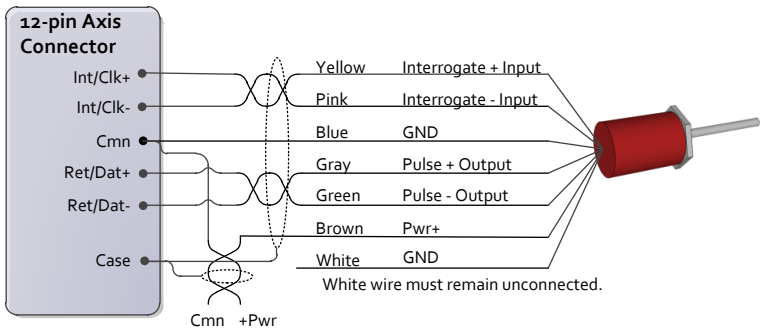 12-pin Axis
Connector
Int/Clk+
Int/Clk-
Cmn
Ret/Dat+
Ret/Dat-
Case
Yellow Interrogate + Input
Pink Interrogate - Input
Blue GND
Gray Pulse + Output
Green Pulse - Output
Brown Pwr+
White GND
White wire must remain unconnected.
Cmn +Pwr